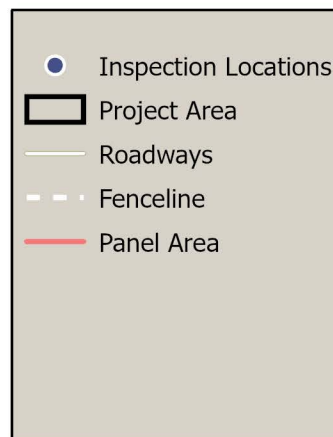 Inspection Locations
Project Area
Roadways
Fenceline
Panel Area